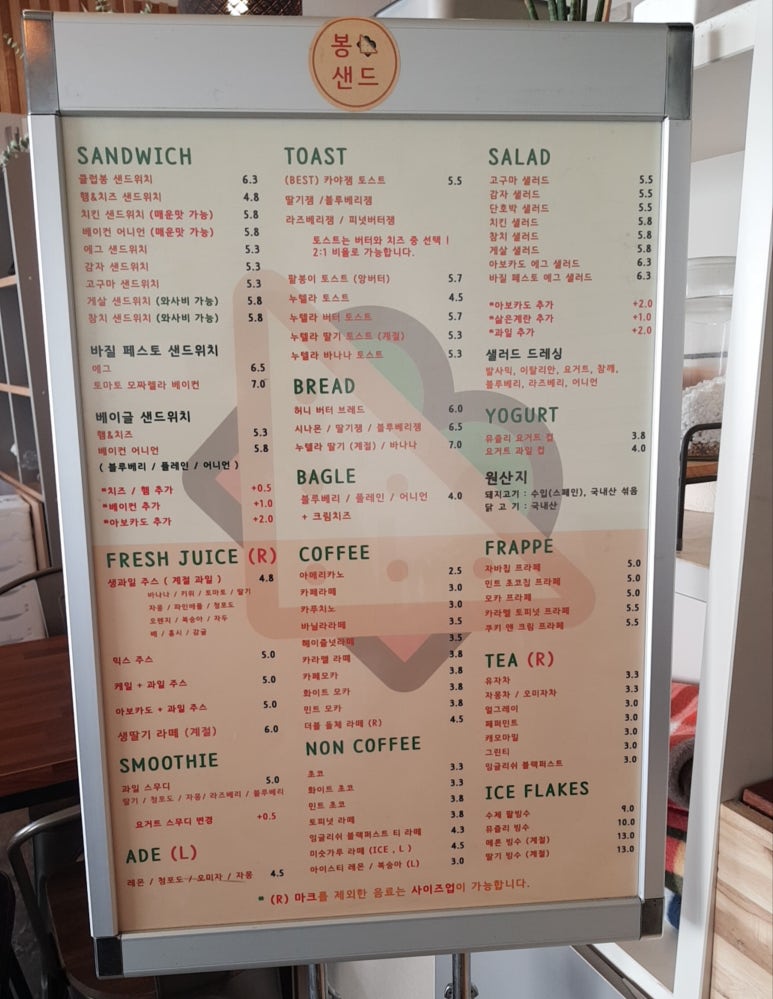 봉
샌드
SANDWICH
클럽봉 샌드위치 6.3
햄&치즈 샌드위치 4.8
치킨 샌드위치 (매운맛 가능) 5.8
베이컨 어니언 (매운맛 가능) 5.8
에그 샌드위치 5.3
감자 샌드위치 5.3
고구마 샌드위치 5.3
게살 샌드위치 (와사비 가능) 5.8
참치 샌드위치 (와사비 가능) 5.8
바질 페스토 샌드위치
에그 6.5
토마토 모짜렐라 베이컨 7.0
베이글 샌드위치
햄&치즈 5.3
베이컨 어니언 5.8
( 블루베리 / 플레인 / 어니언 )
*치즈 / 햄 추가 +0.5
*베이컨 추가 +1.0
*아보카도 추가 +2.0
FRESH JUICE (R)
생과일 주스 ( 계절 과일 ) 4.8
바나나 / 키위 / 토마토 / 딸기
자몽 / 파인애플 / 청포도
오렌지 / 복숭아 / 자두
배 / 홍시 / 감귤
믹스 주스 5.0
케일 + 과일 주스 5.0
아보카도 + 과일 주스 5.0
생딸기 라떼 (계절) 6.0
SMOOTHIE
과일 스무디 5.0
딸기 / 청포도 / 자몽/ 라즈베리 / 블루베리
요거트 스무디 변경 +0.5
ADE (L)
레몬 / 청포도 / 오미자 / 자몽 4.5
TOAST
(BEST) 카야잼 토스트 5.5
딸기잼 /블루베리잼
라즈베리잼 / 피넛버터잼
토스트는 버터와 치즈 중 선택 !
2:1 비율로 가능합니다.
팥봉이 토스트 (앙버터) 5.7
누텔라 토스트 4.5
누텔라 버터 토스트 5.7
누텔라 딸기 토스트 (계절) 5.3
누텔라 바나나 토스트 5.3
BREAD
허니 버터 브레드 6.0
시나몬 / 딸기잼 / 블루베리잼 6.5
누텔라 딸기 (계절) / 바나나 7.0
BAGLE
블루베리 / 플레인 / 어니언 4.0
+ 크림치즈
COFFEE
아메리카노 2.5
카페라떼 3.0
카푸치노 3.0
바닐라라떼 3.5
헤이즐넛라떼 3.5
카라멜 라떼 3.8
카페모카 3.8
화이트 모카 3.8
민트 모카 3.8
더블 돌체 라떼 (R) 4.5
NON COFFEE
초코 3.3
화이트 초코 3.3
민트 초코 3.8
토피넛 라떼 3.8
잉글리쉬 블랙퍼스트 티 라떼 4.3
미숫가루 라떼 (ICE , L ) 4.5
아이스티 레몬 / 복숭아 (L) 3.0
SALAD
고구마 샐러드 5.5
감자 샐러드 5.5
단호박 샐러드 5.5
치킨 샐러드 5.8
참치 샐러드 5.8
게살 샐러드 5.8
아보카도 에그 샐러드 6.3
바질 페스토 에그 샐러드 6.3
*아보카도 추가 +2.0
*삶은계란 추가 +1.0
*과일 추가 +2.0
샐러드 드레싱
발사믹, 이탈리안, 요거트, 참깨,
블루베리, 라즈베리, 어니언
YOGURT
뮤즐리 요거트 컵 3.8
요거트 과일 컵 4.0
원산지
돼지고기 : 수입(스페인), 국내산 섞음
닭 고 기 : 국내산
FRAPPE
자바칩 프라페 5.0
민트 초코칩 프라페 5.0
모카 프라페 5.0
카라멜 토피넛 프라페 5.5
쿠키 앤 크림 프라페 5.5
TEA (R)
유자차 3.3
자몽차 / 오미자차 3.3
얼그레이 3.0
페퍼민트 3.0
캐모마일 3.0
그린티 3.0
잉글리쉬 블랙퍼스트 3.0
ICE FLAKES
수제 팥빙수 9.0
뮤즐리 빙수 10.0
메론 빙수 (계절) 13.0
딸기 빙수 (계절) 13.0
* (R) 마크를 제외한 음료는 사이즈업이 가능합니다.